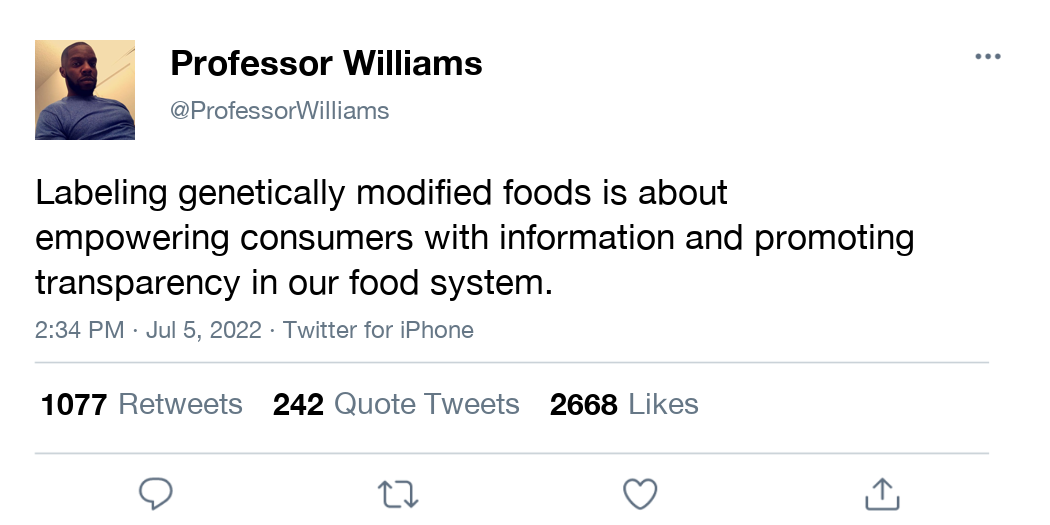 Professor Williams
@ProfessorWilliams
Labeling genetically modified foods is about
empowering consumers with information and promoting
transparency in our food system.
2:34 PM · Jul 5, 2022 · Twitter for iPhone
1077 Retweets 242 Quote Tweets 2668 Likes